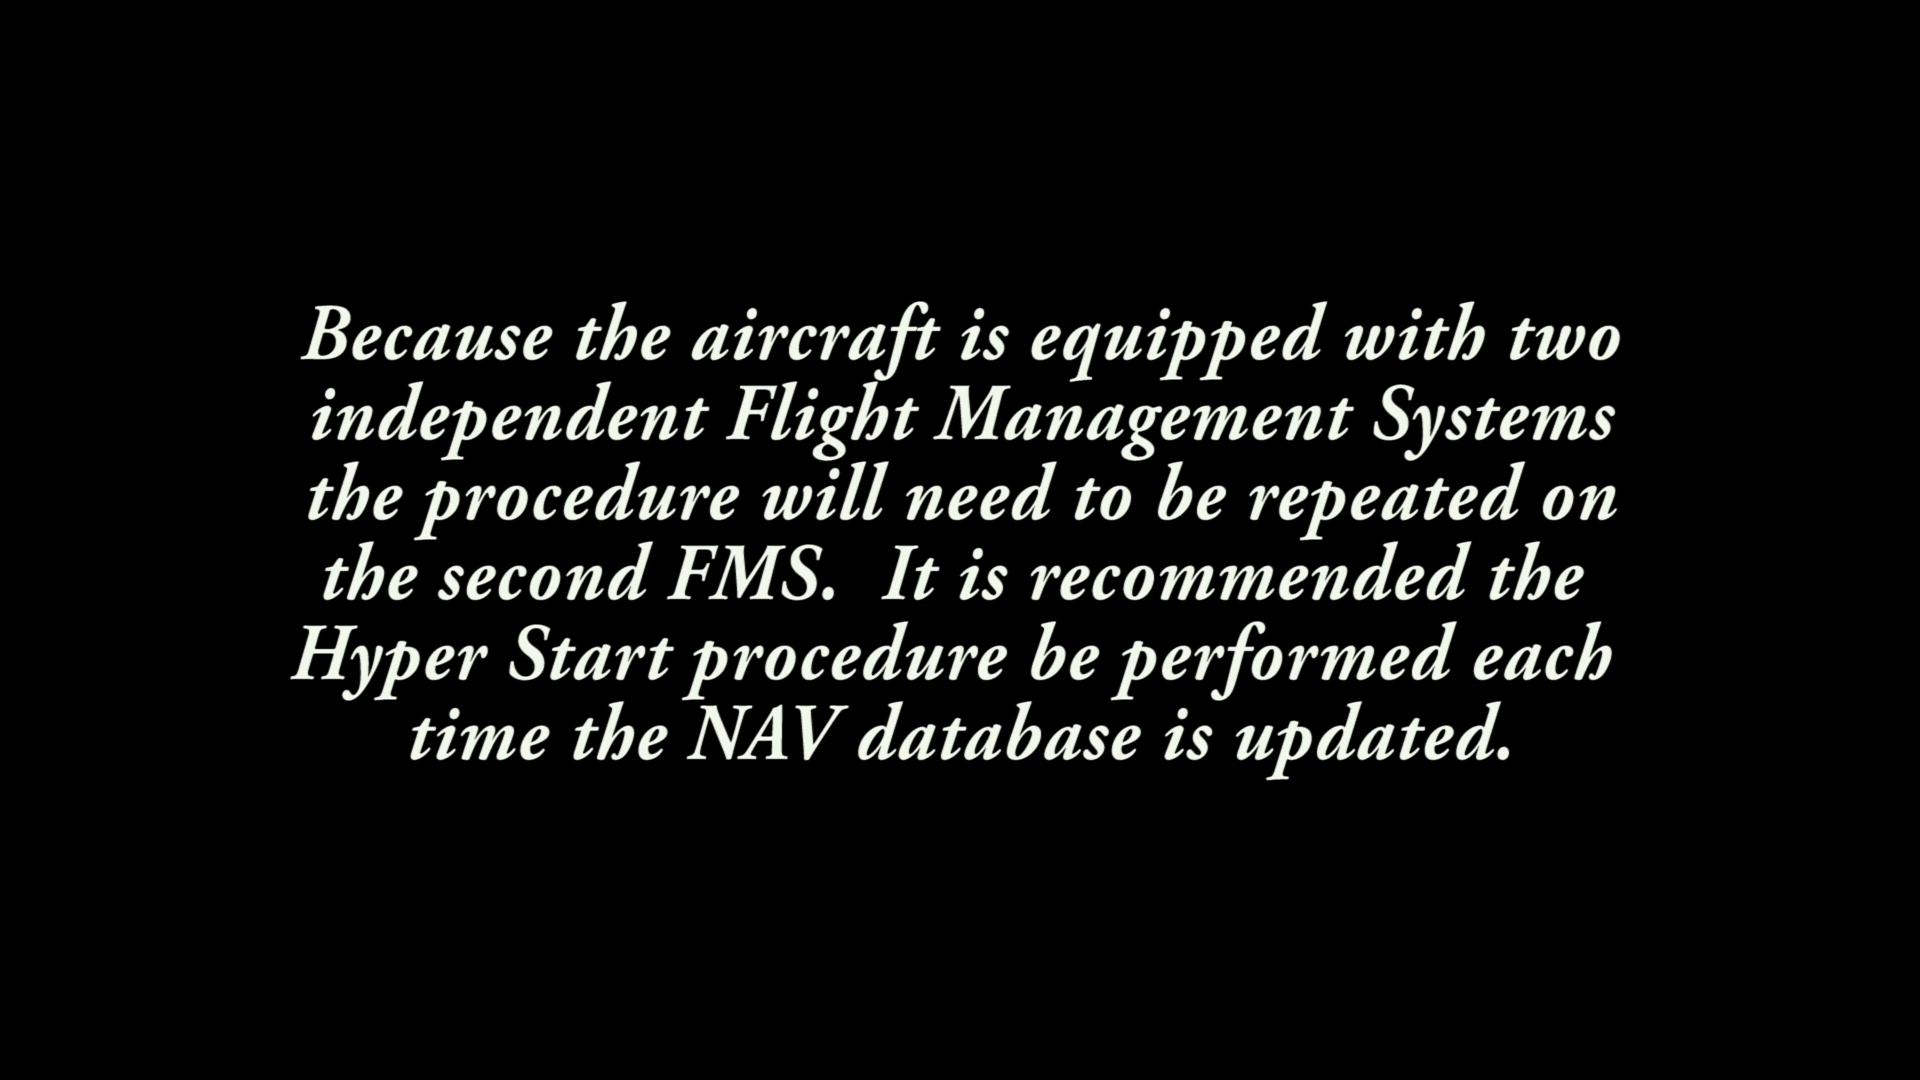 Because the aircraft is equipped with two
independent Flight Management Systems
the procedure will need to be repeated on
the second FMS.  It is recommended the
Hyper Start procedure be performed each
time the NAV database is updated.